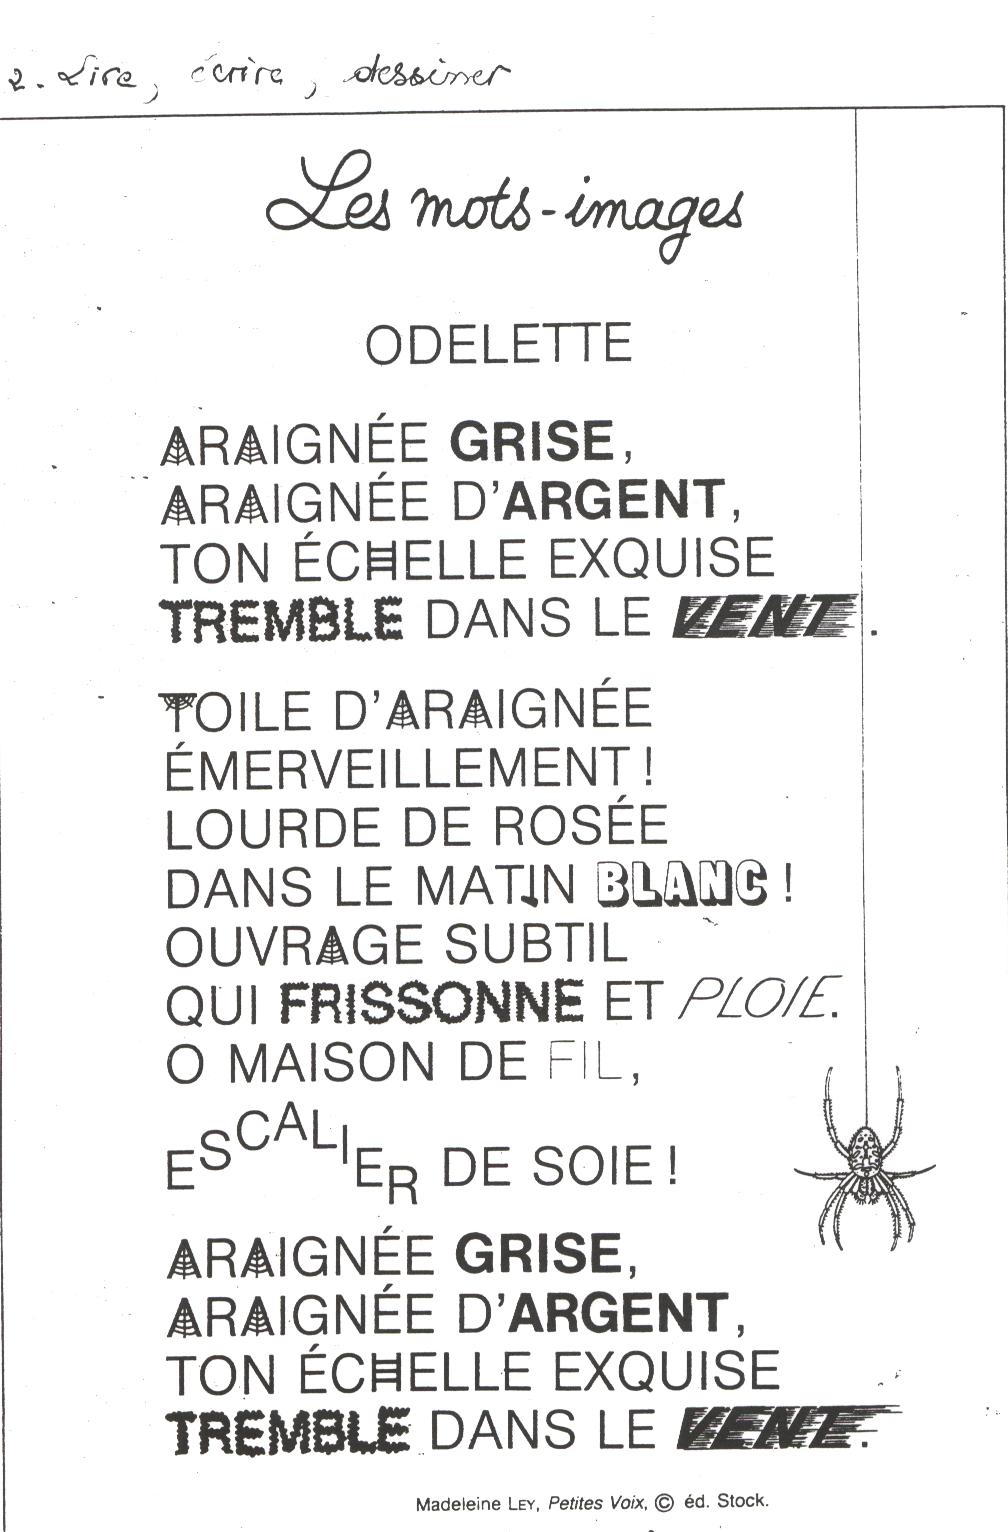 2. Lire, écrire, dessiner
Les mots-images
ODELETTE
ARAIGNÉE GRISE,
ARAIGNÉE D'ARGENT,
TON ÉCHELLE EXQUISE
TREMBLE DANS LE VENT.
TOILE D'ARAIGNÉE
ÉMERVEILLEMENT !
LOURDE DE ROSÉE
DANS LE MATIN BLANC !
OUVRAGE SUBTIL
QUI FRISSONNE ET PLOIE.
O MAISON DE FIL,
ESCALIER DE SOIE !
ARAIGNÉE GRISE,
ARAIGNÉE D'ARGENT,
TON ÉCHELLE EXQUISE
TREMBLE DANS LE VENT.
Madeleine LEY, Petites Voix, © éd. Stock.